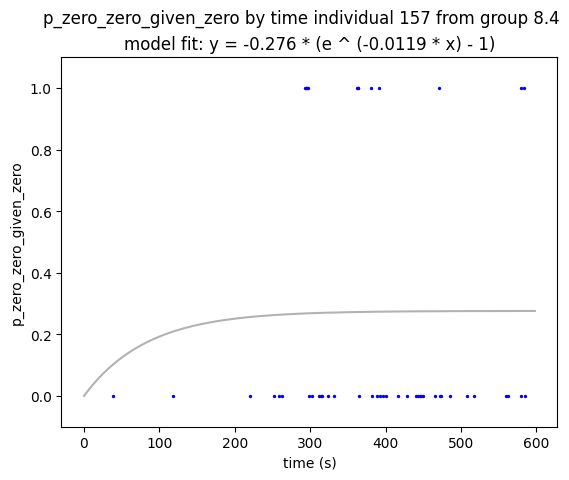 p_zero_zero_given_zero by time individual 157 from group 8.4
model fit: y = -0.276 * (e ^ (-0.0119 * x) - 1)
1.0
0.8
0.6
0.4
0.2
0.0
p_zero_zero_given_zero
0 100 200 300 400 500 600
time (s)